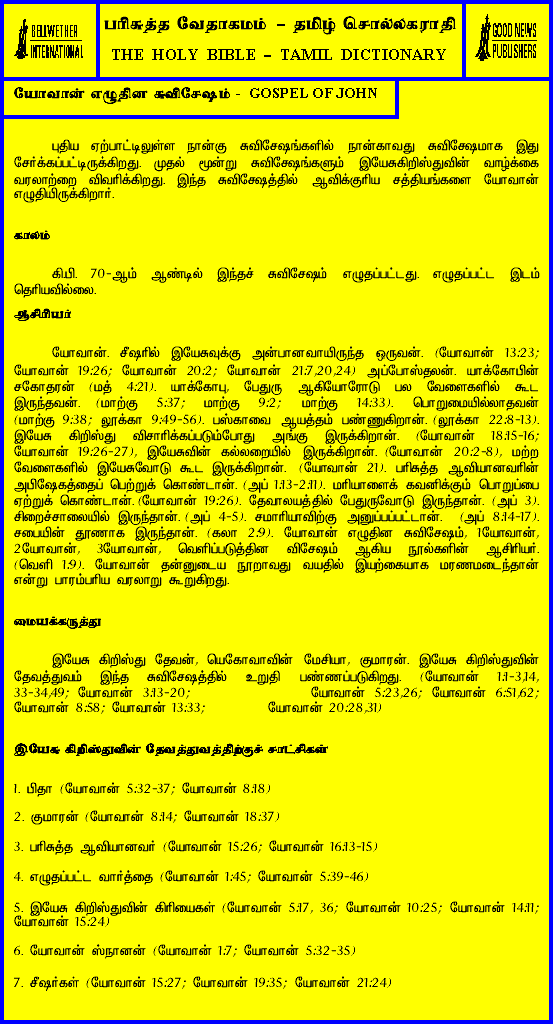 BELLWETHER
INTERNATIONAL
பரிசுத்த வேதாகமம் – தமிழ் சொல்லகராதி
THE HOLY BIBLE – TAMIL DICTIONARY
GOOD NEWS
PUBLISHERS
யோவான் எழுதின சுவிசேஷம் - GOSPEL OF JOHN
புதிய ஏற்பாட்டிலுள்ள நான்கு சுவிசேஷங்களில் நான்காவது சுவிசேஷமாக இது
சேர்க்கப்பட்டிருக்கிறது. முதல் மூன்று சுவிசேஷங்களும் இயேசுகிறிஸ்துவின் வாழ்க்கை
வரலாற்றை விவரிக்கிறது. இந்த சுவிசேஷத்தில் ஆவிக்குரிய சத்தியங்களை யோவான்
எழுதியிருக்கிறார்.
காலம்
கி.பி. 70-ஆம் ஆண்டில் இந்தச் சுவிசேஷம் எழுதப்பட்டது. எழுதப்பட்ட இடம்
தெரியவில்லை.
ஆசிரியர்
யோவான். சீஷரில் இயேசுவுக்கு அன்பானவாயிருந்த ஒருவன். (யோவான் 13:23;
யோவான் 19:26; யோவான் 20:2; யோவான் 21:7,20,24) அப்போஸ்தலன். யாக்கோபின்
சகோதரன் (மத் 4:21). யாக்கோபு, பேதுரு ஆகியோரோடு பல வேளைகளில் கூட
இருந்தவன். (மாற்கு 5:37; மாற்கு 9:2; மாற்கு 14:33). பொறுமையில்லாதவன்
(மாற்கு 9:38; லூக்கா 9:49-56). பஸ்காவை ஆயத்தம் பண்ணுகிறான். (லூக்கா 22:8-13).
இயேசு கிறிஸ்து விசாரிக்கப்படும்போது அங்கு இருக்கிறான். (யோவான் 18:15-16;
யோவான் 19:26-27), இயேசுவின் கல்லறையில் இருக்கிறான். (யோவான் 20:2-8), மற்ற
வேளைகளில் இயேசுவோடு கூட இருக்கிறான். (யோவான் 21). பரிசுத்த ஆவியானவரின்
அபிஷேகத்தைப் பெற்றுக் கொண்டான். (அப் 1:13-2:11). மரியாளைக் கவனிக்கும் பொறுப்பை
ஏற்றுக் கொண்டான். (யோவான் 19:26). தேவாலயத்தில் பேதுருவோடு இருந்தான். (அப் 3).
சிறைச்சாலையில் இருந்தான். (அப் 4-5). சமாரியாவிற்கு அனுப்பப்பட்டான். (அப் 8:14-17).
சபையின் தூணாக இருந்தான். (கலா 2:9). யோவான் எழுதின சுவிசேஷம், 1யோவான்,
2யோவான், 3யோவான், வெளிப்படுத்தின விசேஷம் ஆகிய நூல்களின் ஆசிரியர்.
(வெளி 1:9). யோவான் தன்னுடைய நூறாவது வயதில் இயற்கையாக மரணமடைந்தான்
என்று பாரம்பரிய வரலாறு கூறுகிறது.
மையக்கருத்து
இயேசு கிறிஸ்து தேவன், யெகோவாவின் மேசியா, குமாரன். இயேசு கிறிஸ்துவின்
தேவத்துவம் இந்த சுவிசேஷத்தில் உறுதி பண்ணப்படுகிறது. (யோவான் 1:1-3,14,
33-34,49; யோவான் 3:13-20; யோவான் 5:23,26; யோவான் 6:51,62;
யோவான் 8:58; யோவான் 13:33; யோவான் 20:28,31)
இயேசு கிறிஸ்துவின் தேவத்துவத்திற்குச் சாட்சிகள்
1. பிதா (யோவான் 5:32-37; யோவான் 8:18)
2. குமாரன் (யோவான் 8:14; யோவான் 18:37)
3. பரிசுத்த ஆவியானவர் (யோவான் 15:26; யோவான் 16:13-15)
4. எழுதப்பட்ட வார்த்தை (யோவான் 1:45; யோவான் 5:39-46)
5. இயேசு கிறிஸ்துவின் கிரியைகள் (யோவான் 5:17, 36; யோவான் 10:25; யோவான் 14:11;
யோவான் 15:24)
6. யோவான் ஸ்நானன் (யோவான் 1:7; யோவான் 5:32-35)
7. சீஷர்கள் (யோவான் 15:27; யோவான் 19:35; யோவான் 21:24)